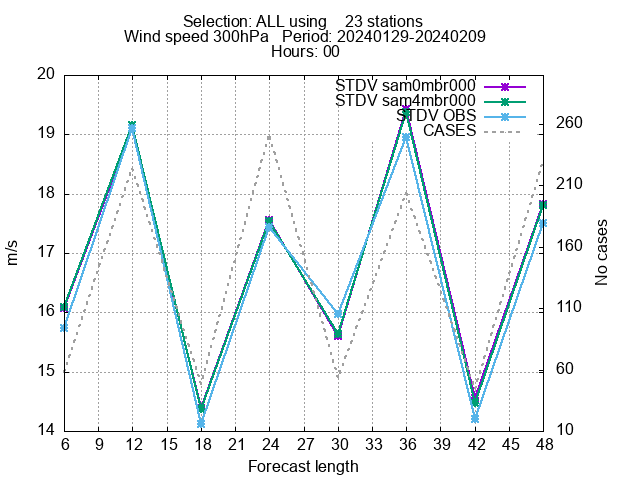 Selection: ALL using 23 stations
Wind speed 300hPa Period: 20240129-20240209
Hours: 00
STDV sam0mbr000
STDV sam4mbr000
STDV OBS
CASES
20
19
18
17
16
15
14
260
210
160
110
60
10
m/s
No cases
6 9 12 15 18 21 24 27 30 33 36 39 42 45 48
Forecast length